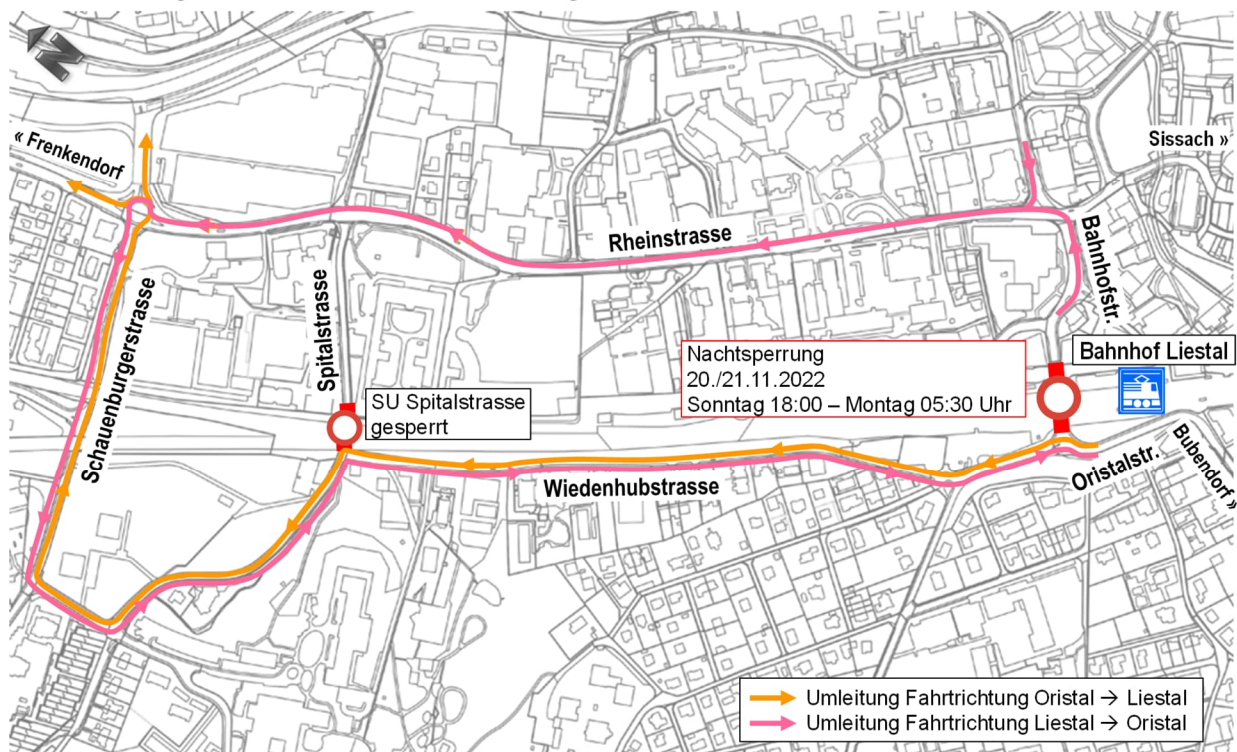 N
« Frenkendorf
Sissach »
Rheinstrasse
Bahnhofstr.
Spitalstrasse
Schauenburgerstrasse
Nachtsperrung
20./21.11.2022
Sonntag 18:00 – Montag 05:30 Uhr
Bahnhof Liestal
SU Spitalstrasse
gesperrt
Wiedenhubstrasse
Oristalstr.
Bubendorf »
Umleitung Fahrtrichtung Oristal → Liestal
Umleitung Fahrtrichtung Liestal → Oristal